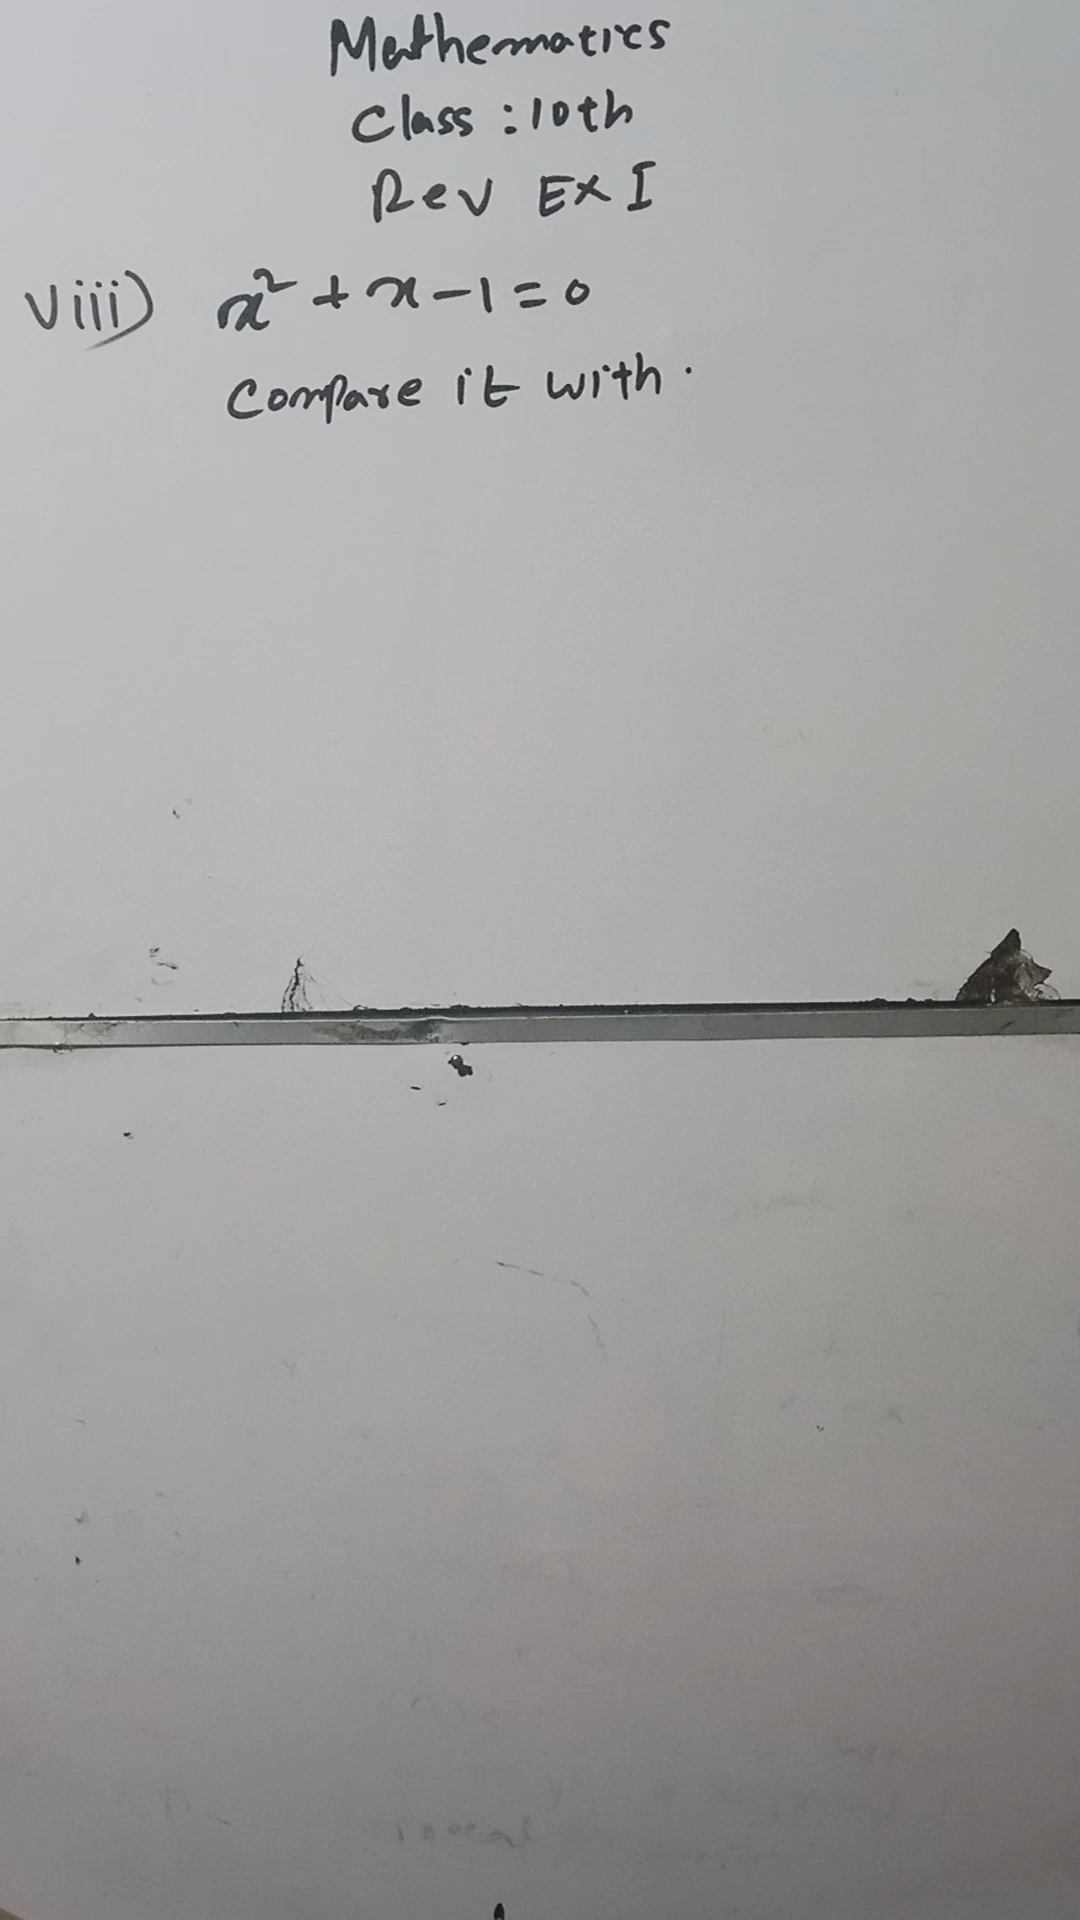 Mathematics
Class : 10th
Rev EX I
viii) x² + x - 1 = 0
Compare it with.